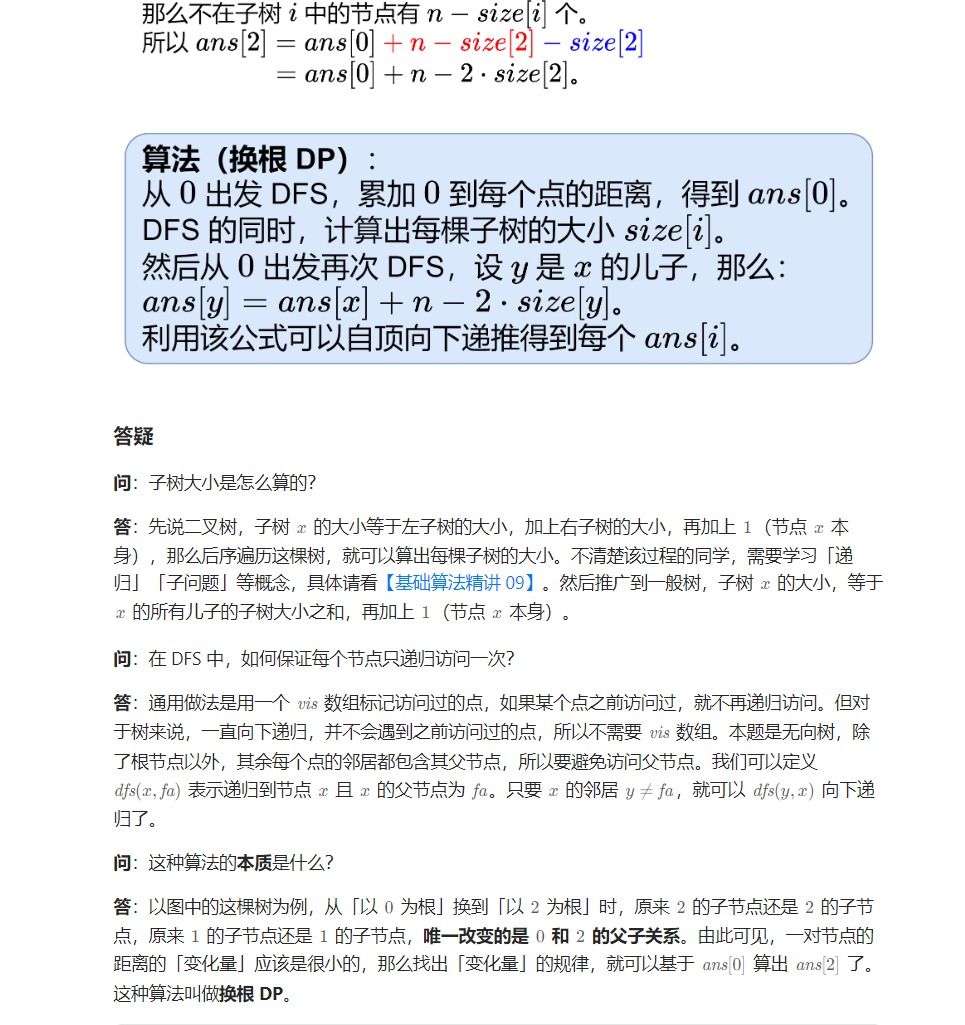 那么不在子树 i 中的节点有 n − size[i] 个。
所以 ans[2] = ans[0] + n − size[2] − size[2]
= ans[0] + n − 2 · size[2]。
算法（换根 DP）：
从 0 出发 DFS，累加 0 到每个点的距离，得到 ans[0]。
DFS 的同时，计算出每棵子树的大小 size[i]。
然后从 0 出发再次 DFS，设 y 是 x 的儿子，那么：
ans[y] = ans[x] + n − 2 · size[y]。
利用该公式可以自顶向下递推得到每个 ans[i]。
答疑
问：子树大小是怎么算的？
答：先说二叉树，子树 x 的大小等于左子树的大小，加上右子树的大小，再加上 1（节点 x 本
身），那么后序遍历这棵树，就可以算出每棵子树的大小。不清楚该过程的同学，需要学习「递
归」「子问题」等概念，具体请看【基础算法精讲 09】。然后推广到一般树，子树 x 的大小，等于
x 的所有儿子的子树大小之和，再加上 1（节点 x 本身）。
问：在 DFS 中，如何保证每个节点只递归访问一次？
答：通用做法是用一个 vis 数组标记访问过的点，如果某个点之前访问过，就不再递归访问。但对
于树来说，一直向下递归，并不会遇到之前访问过的点，所以不需要 vis 数组。本题是无向树，除
了根节点以外，其余每个点的邻居都包含其父节点，所以要避免访问父节点。我们可以定义
dfs(x, fa) 表示递归到节点 x 且 x 的父节点为 fa。只要 x 的邻居 y ≠ fa，就可以 dfs(y, x) 向下递
归了。
问：这种算法的本质是什么？
答：以图中的这棵树为例，从「以 0 为根」换到「以 2 为根」时，原来 2 的子节点还是 2 的子节
点，原来 1 的子节点还是 1 的子节点，唯一改变的是 0 和 2 的父子关系。由此可见，一对节点的
距离的「变化量」应该是很小的，那么找出「变化量」的规律，就可以基于 ans[0] 算出 ans[2] 了。
这种算法叫做换根 DP。